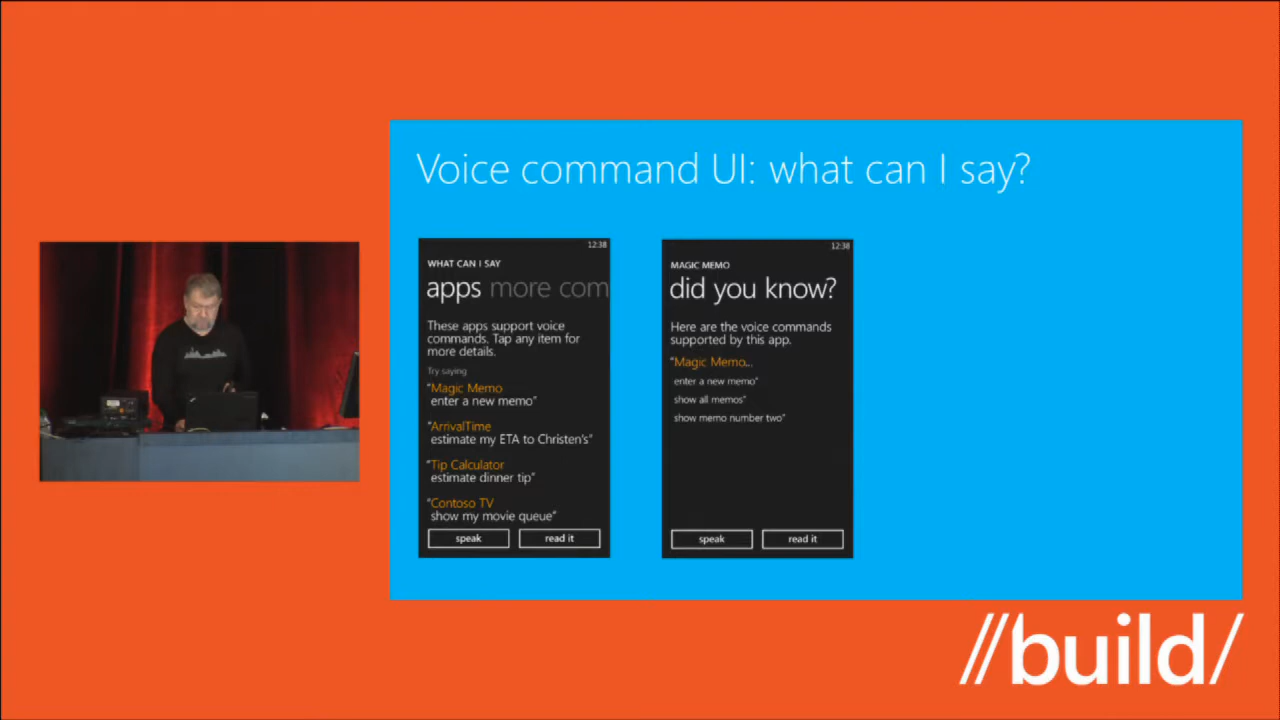 Voice command UI: what can I say?
12:38
WHAT CAN I SAY
apps more com
These apps support voice
commands. Tap any item for
more details.
Try saying
"Magic Memo
enter a new memo"
"ArrivalTime
estimate my ETA to Christen's"
"Tip Calculator
estimate dinner tip"
"Contoso TV
show my movie queue"
speak
read it
12:38
MAGIC MEMO
did you know?
Here are the voice commands
supported by this app.
"Magic Memo...
enter a new memo"
show all memos"
show memo number two"
speak
read it
//build/